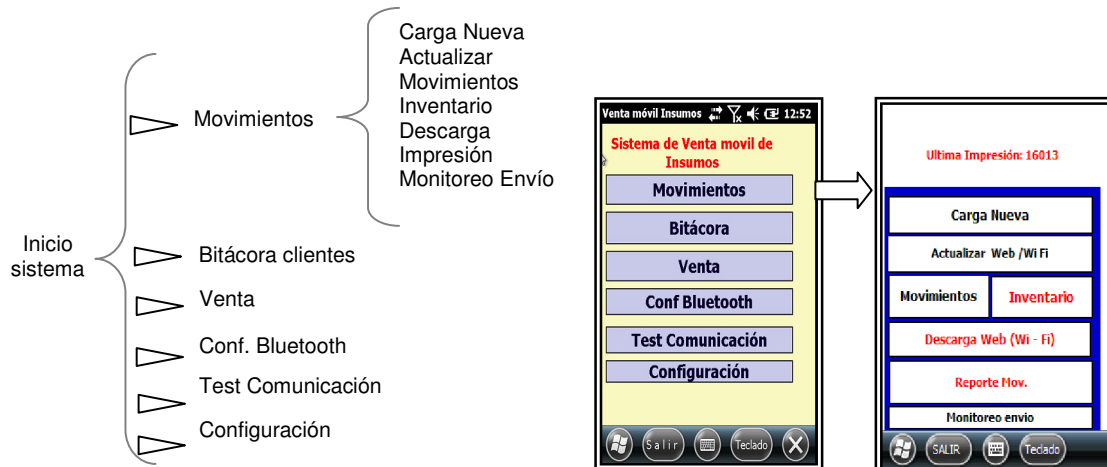 Carga Nueva
Actualizar
Movimientos
Inventario
Descarga
Impresión
Monitoreo Envío
Movimientos
Inicio
sistema
Bitácora clientes
Venta
Conf. Bluetooth
Test Comunicación
Configuración
Venta móvil Insumos 12:52
Sistema de Venta movil de
Insumos
Movimientos
Bitácora
Venta
Conf Bluetooth
Test Comunicación
Configuración
Salir Teclado
Ultima Impresión: 16013
Carga Nueva
Actualizar Web /Wi Fi
Movimientos Inventario
Descarga Web (Wi - Fi)
Reporte Mov.
Monitoreo envio
SALIR Teclado